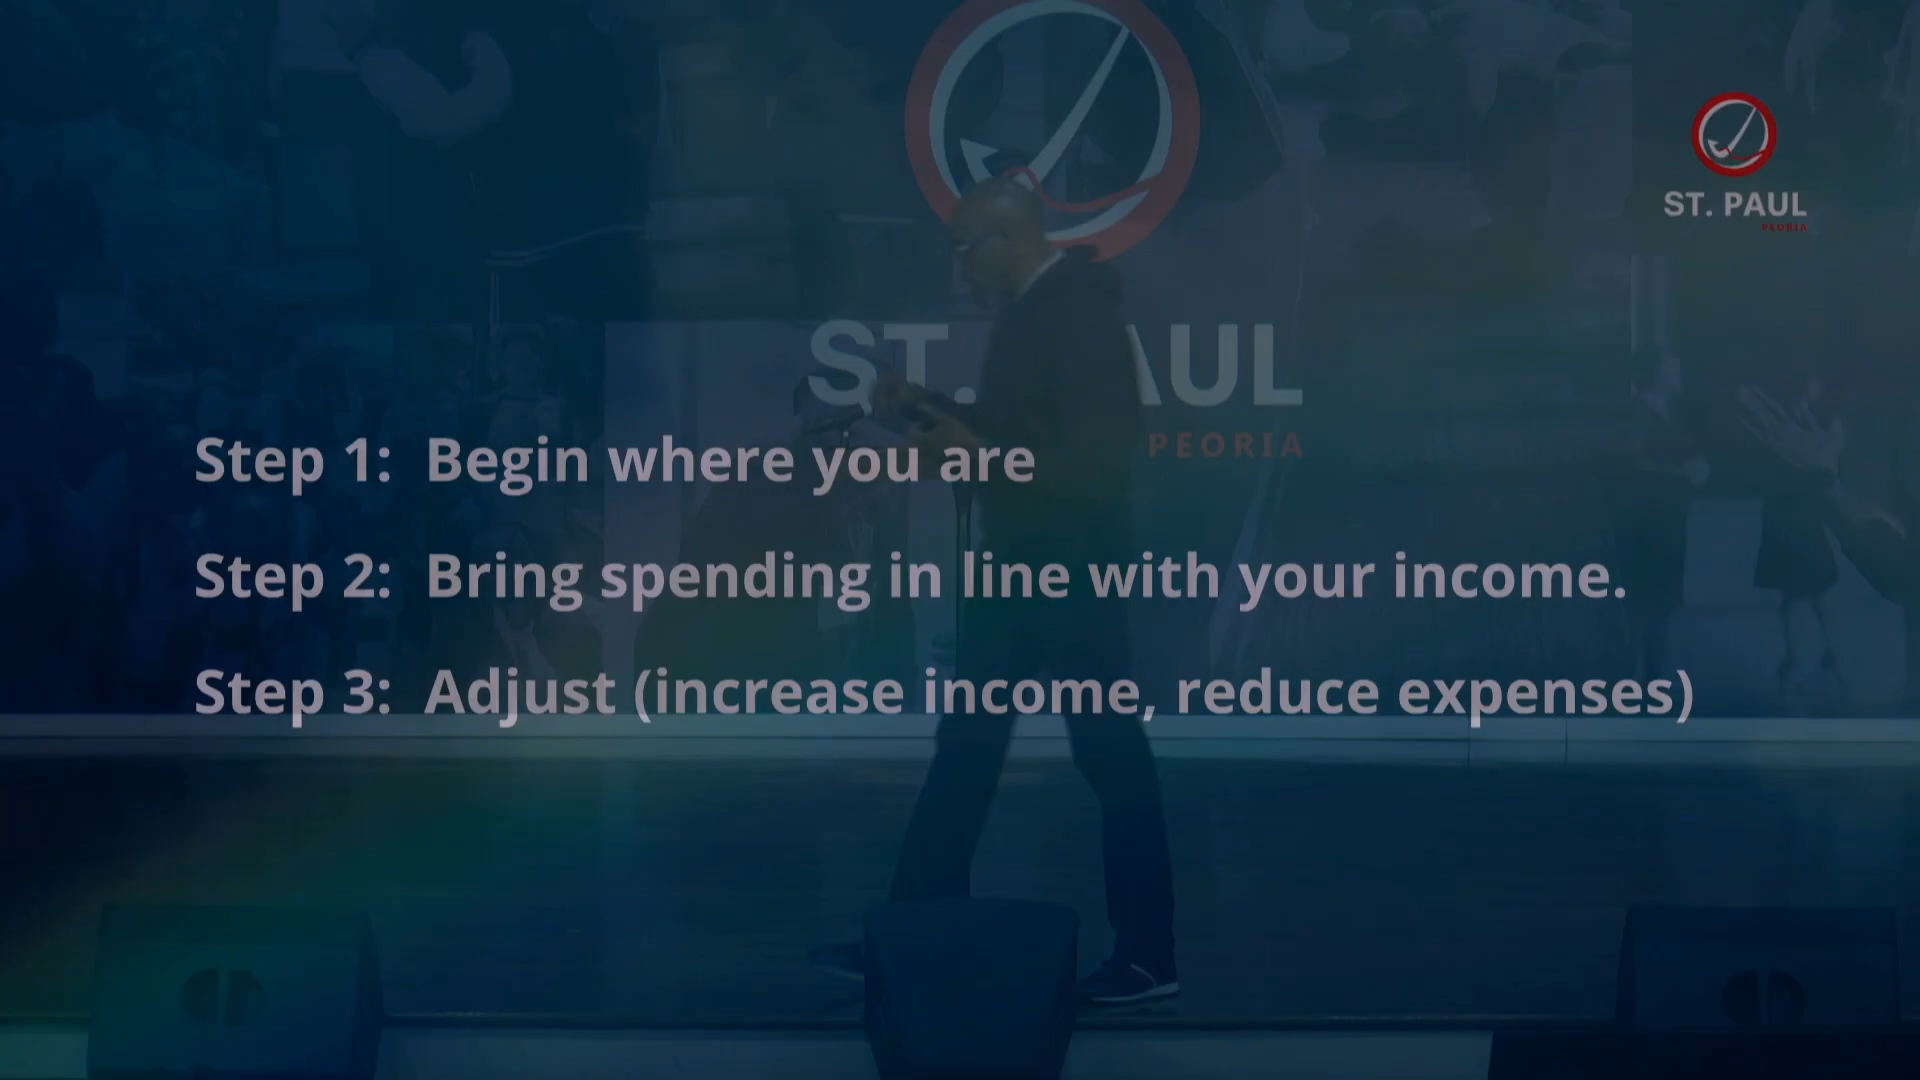 ST. PAUL
PEORIA
ST. AUL
PEORIA
Step 1: Begin where you are
Step 2: Bring spending in line with your income.
Step 3: Adjust (increase income, reduce expenses)